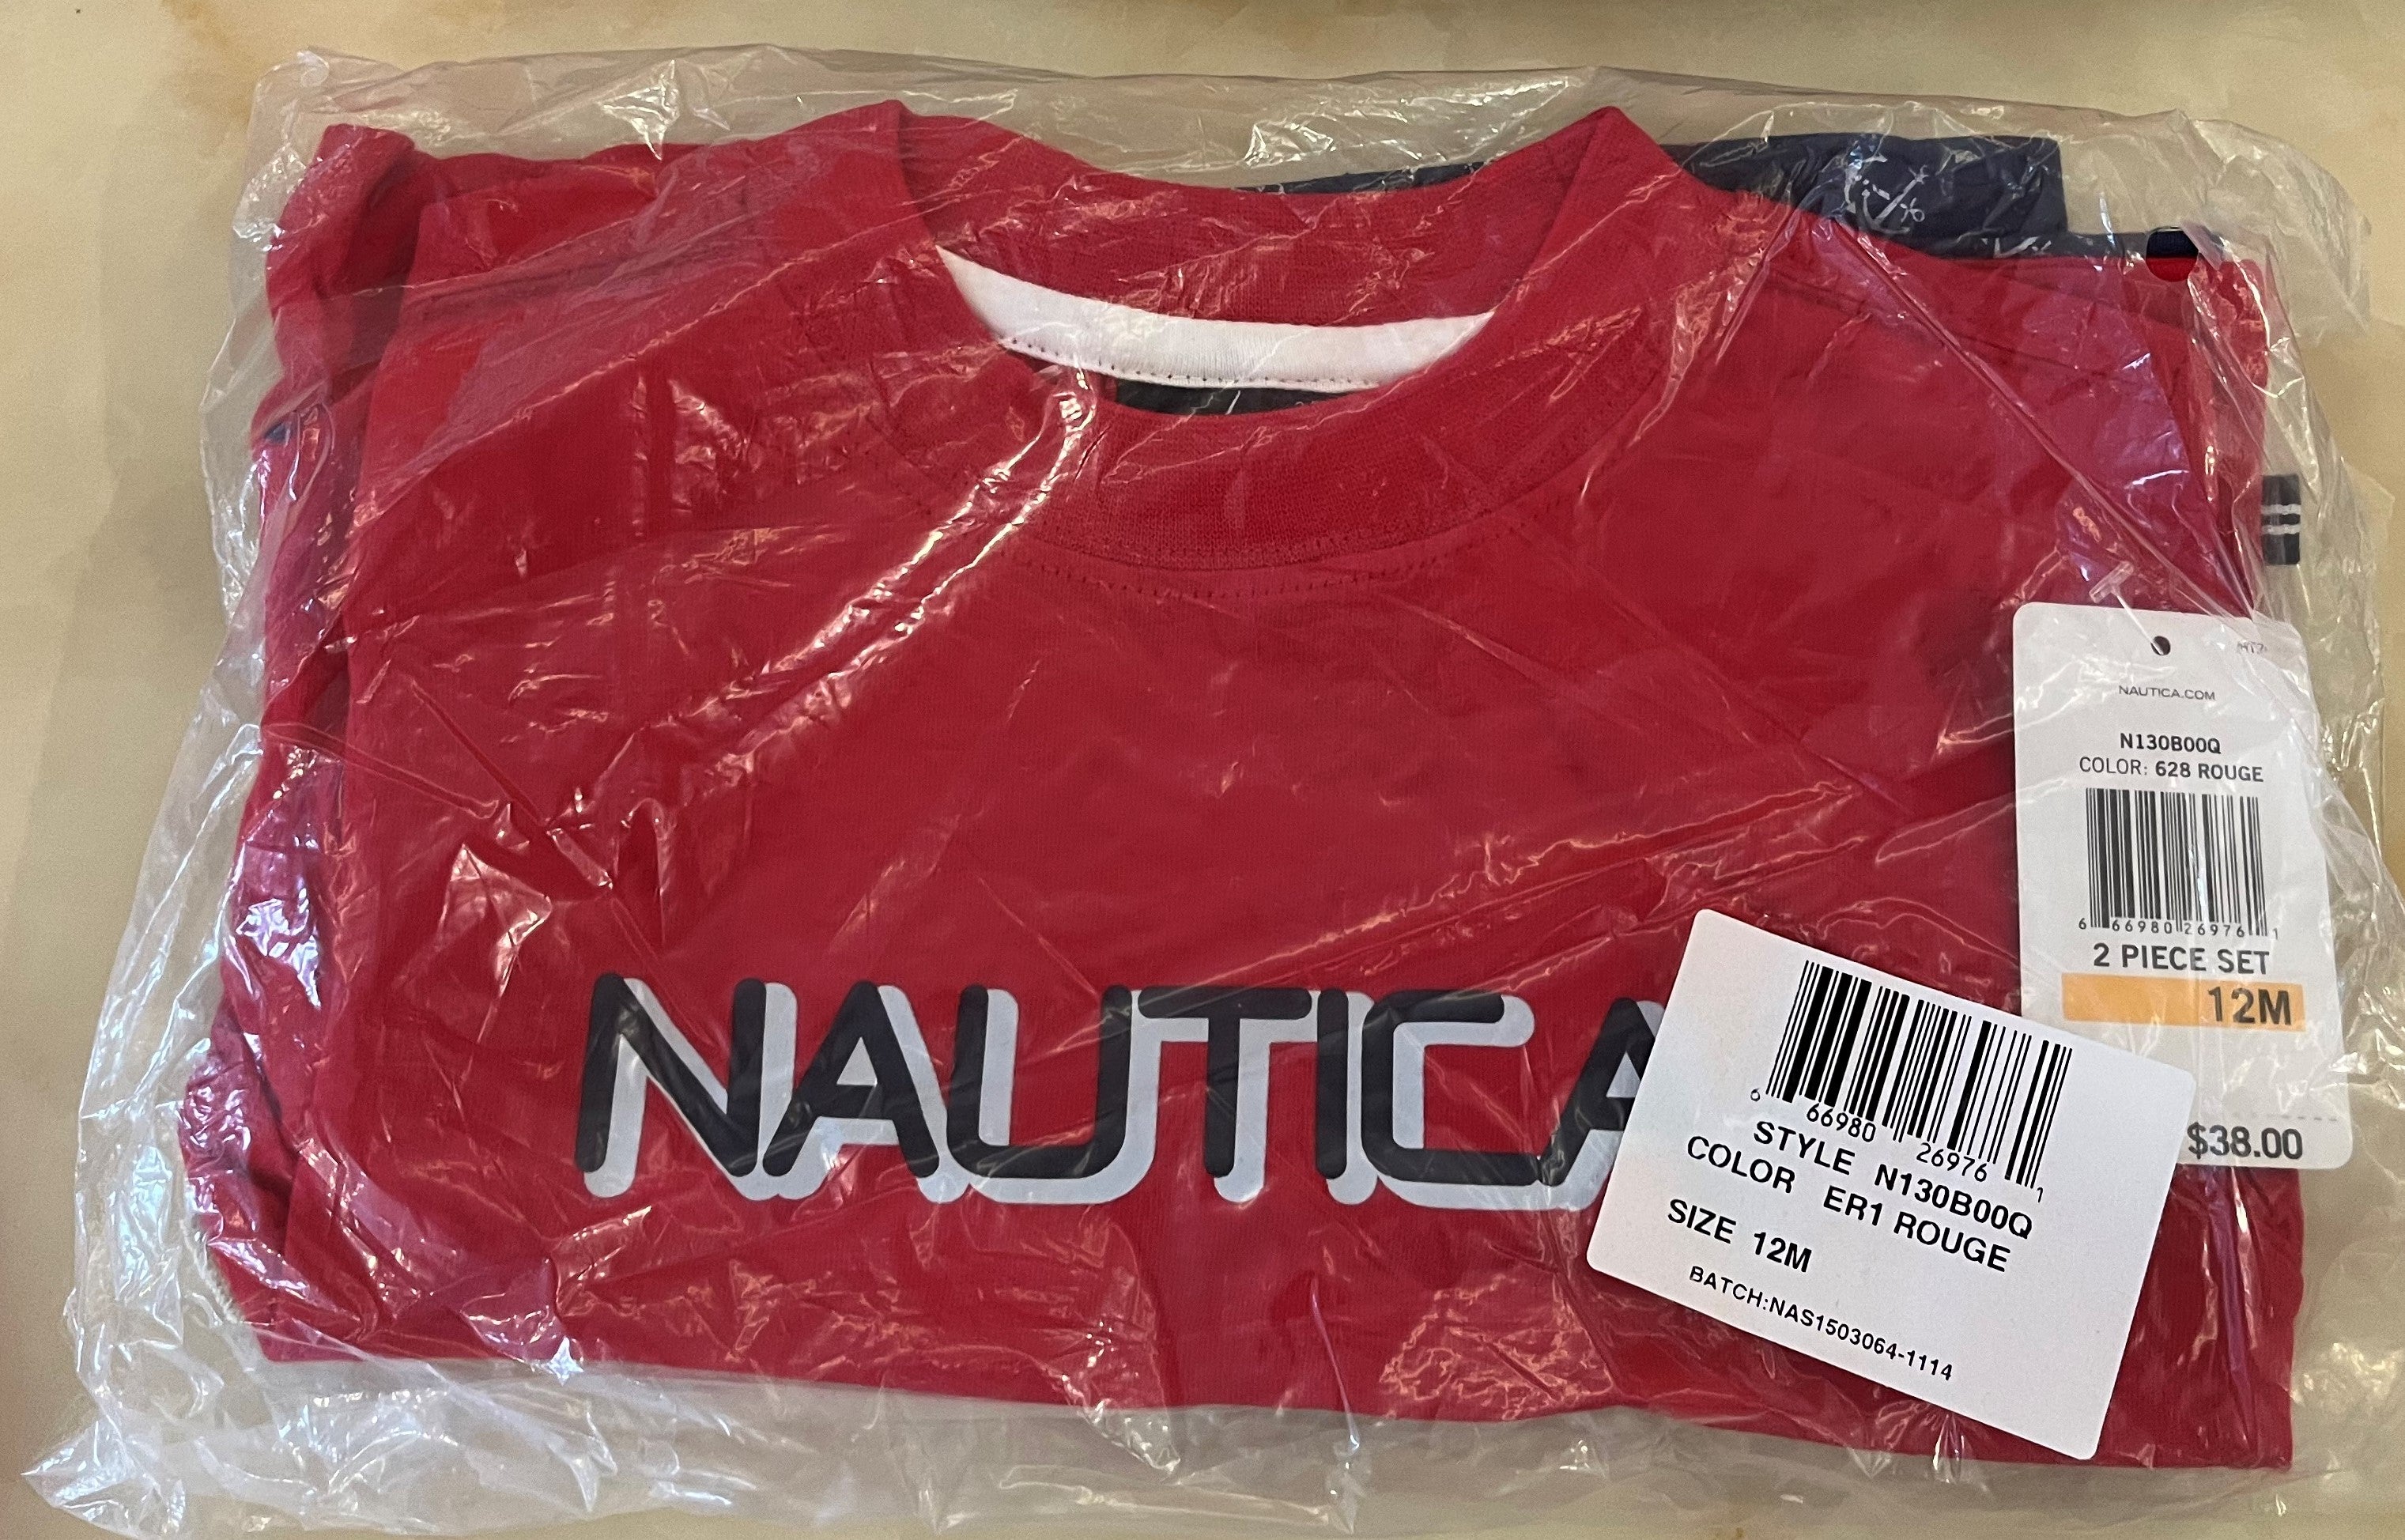 NAUTICA
NAUTICA.COM
N130B00Q
COLOR: 628 ROUGE
6 66980 26976 1
2 PIECE SET
12M
$38.00
6 66980 26976 1
STYLE N130B00Q
COLOR ER1 ROUGE
SIZE 12M
BATCH:NAS1503064-1114